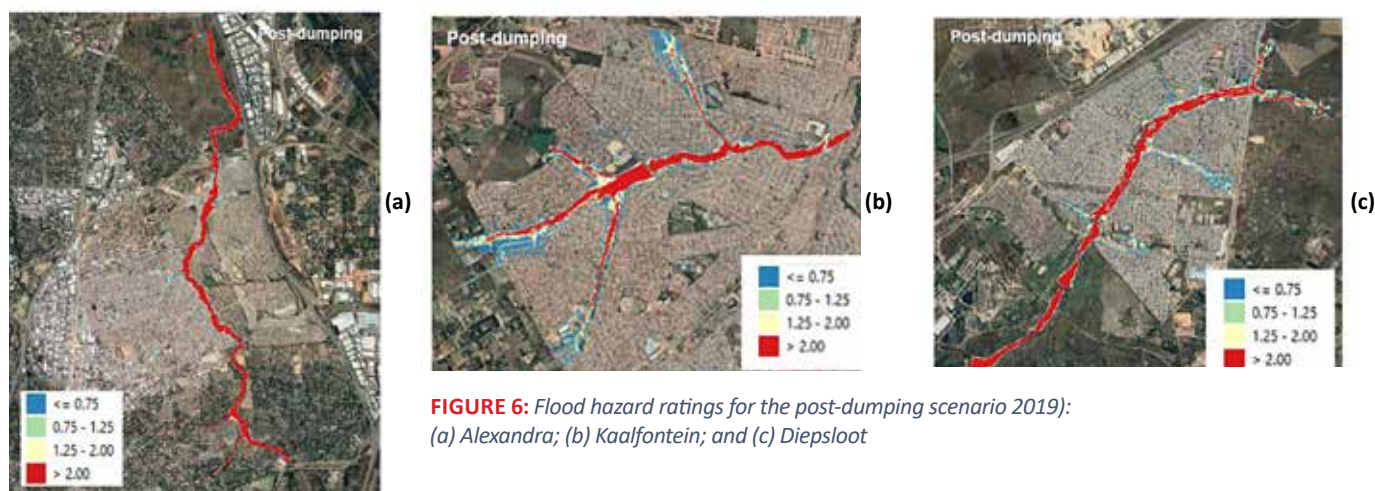 Post-dumping
<= 0.75
0.75 - 1.25
1.25 - 2.00
> 2.00
(a)
Post-dumping
<= 0.75
0.75 - 1.25
1.25 - 2.00
> 2.00
(b)
Post-dumping
<= 0.75
0.75 - 1.25
1.25 - 2.00
> 2.00
(c)
FIGURE 6: Flood hazard ratings for the post-dumping scenario 2019):
(a) Alexandra; (b) Kaalfontein; and (c) Diepsloot